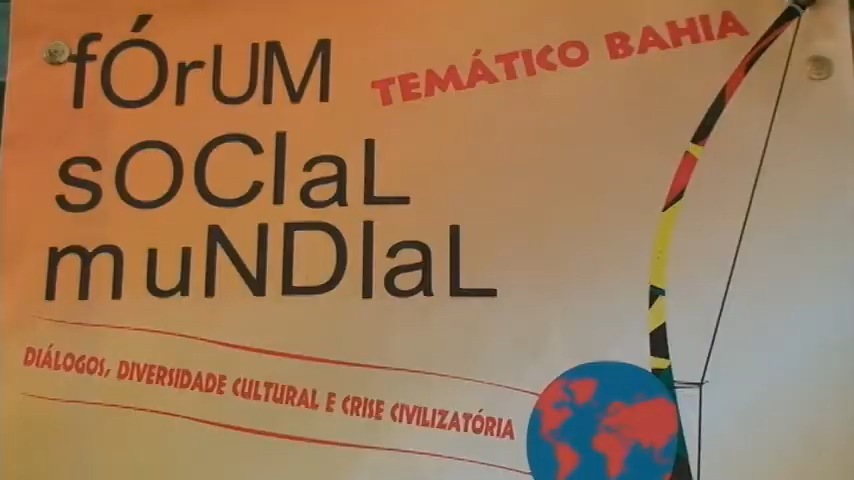 fÓrUM
TEMÁTICO BAHIA
sOCIaL
muNDIaL
DIÁLOGOS, DIVERSIDADE CULTURAL E CRISE CIVILIZATÓRIA